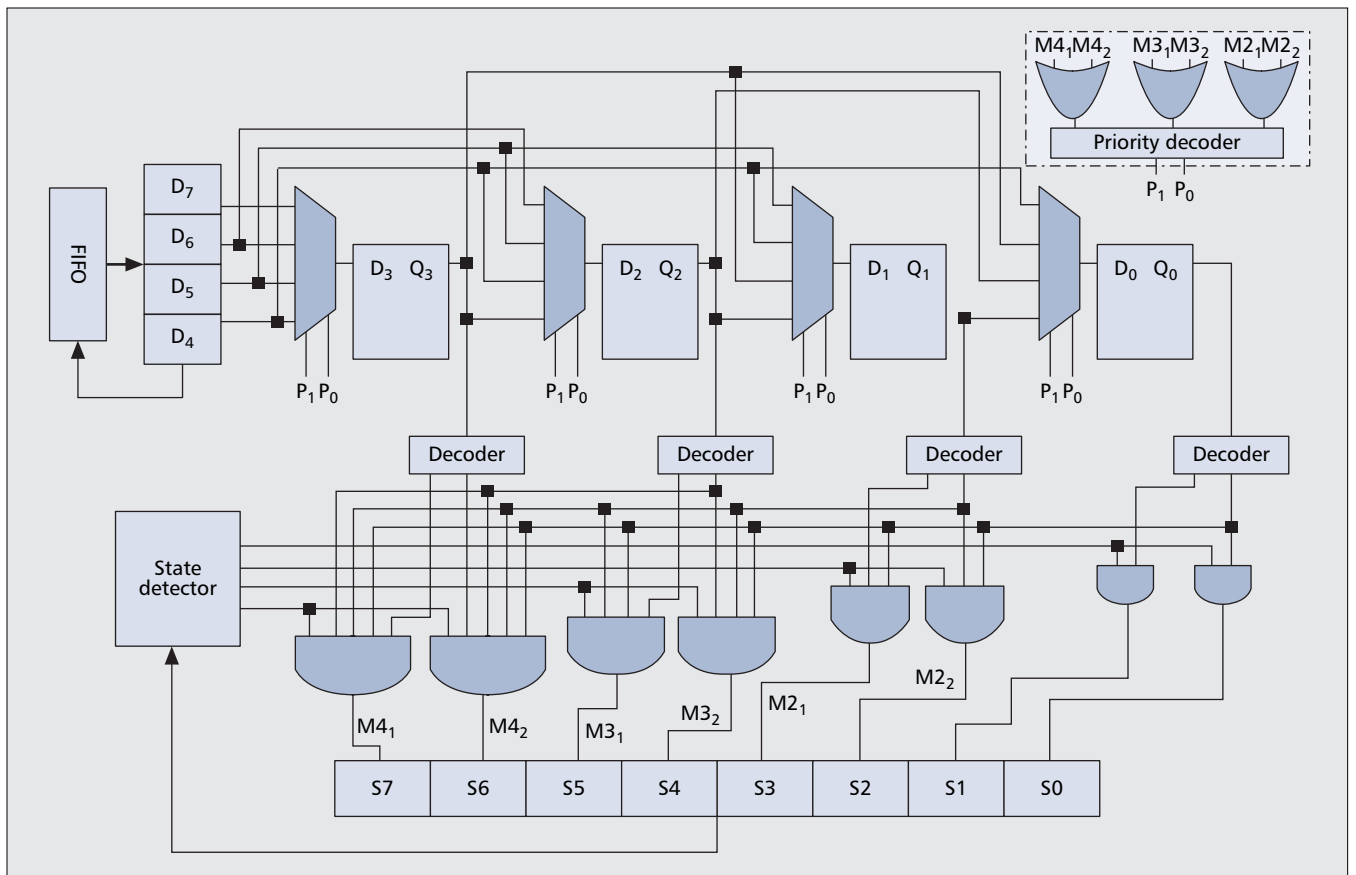 M4₁M4₂ M3₁M3₂ M2₁M2₂
Priority decoder
P₁ P₀
FIFO
D₇
D₆
D₅
D₄
D₃ Q₃
D₂ Q₂
D₁ Q₁
D₀ Q₀
P₁ P₀
P₁ P₀
P₁ P₀
P₁ P₀
Decoder
Decoder
Decoder
Decoder
State
detector
M4₁
M4₂
M3₁
M3₂
M2₁
M2₂
S7 S6 S5 S4 S3 S2 S1 S0